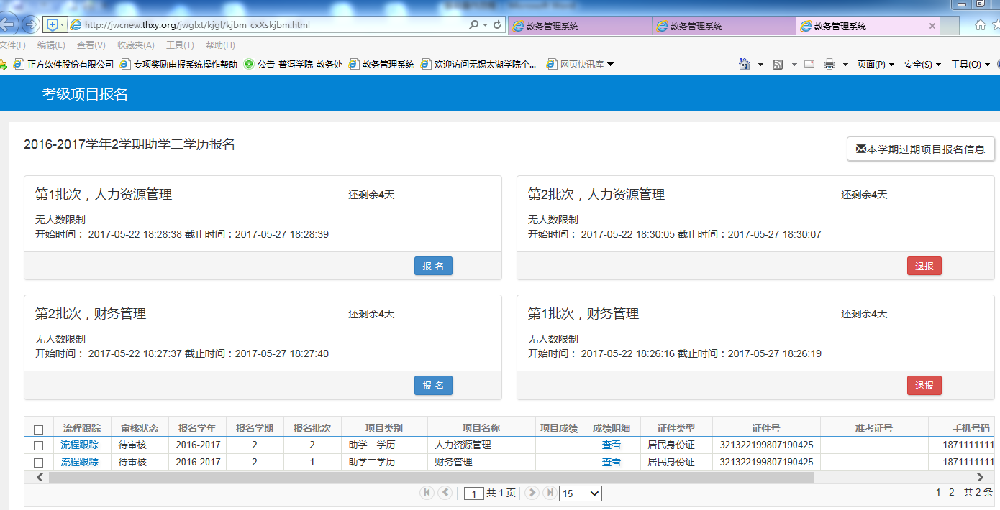 Microsoft Word
http://jwcnew.thxy.org/jwglxt/kjgl/kjbm_cxXskjbm.html
教务管理系统
教务管理系统
教务管理系统
文件(F) 编辑(E) 查看(V) 收藏夹(A) 工具(T) 帮助(H)
正方软件股份有限公司 专项奖励申报系统操作帮助 公告-普洱学院-教务处 教务管理系统 欢迎访问无锡太湖学院个... 网页快讯库 页面(P) 安全(S) 工具(O)
考级项目报名
2016-2017学年2学期助学二学历报名
本学期过期项目报名信息
第1批次，人力资源管理 还剩余4天
无人数限制
开始时间： 2017-05-22 18:28:38 截止时间：2017-05-27 18:28:39
报 名
第2批次，人力资源管理 还剩余4天
无人数限制
开始时间： 2017-05-22 18:30:05 截止时间：2017-05-27 18:30:07
退报
第2批次，财务管理 还剩余4天
无人数限制
开始时间： 2017-05-22 18:27:37 截止时间：2017-05-27 18:27:40
报 名
第1批次，财务管理 还剩余4天
无人数限制
开始时间： 2017-05-22 18:26:16 截止时间：2017-05-27 18:26:19
退报
流程跟踪 审核状态 报名学年 报名学期 报名批次 项目类别 项目名称 项目成绩 成绩明细 证件类型 证件号 准考证号 手机号码
流程跟踪 待审核 2016-2017 2 2 助学二学历 人力资源管理 查看 居民身份证 321322199807190425 1871111111
流程跟踪 待审核 2016-2017 2 1 助学二学历 财务管理 查看 居民身份证 321322199807190425 1871111111
1 共 1 页 15 1 - 2 共 2 条